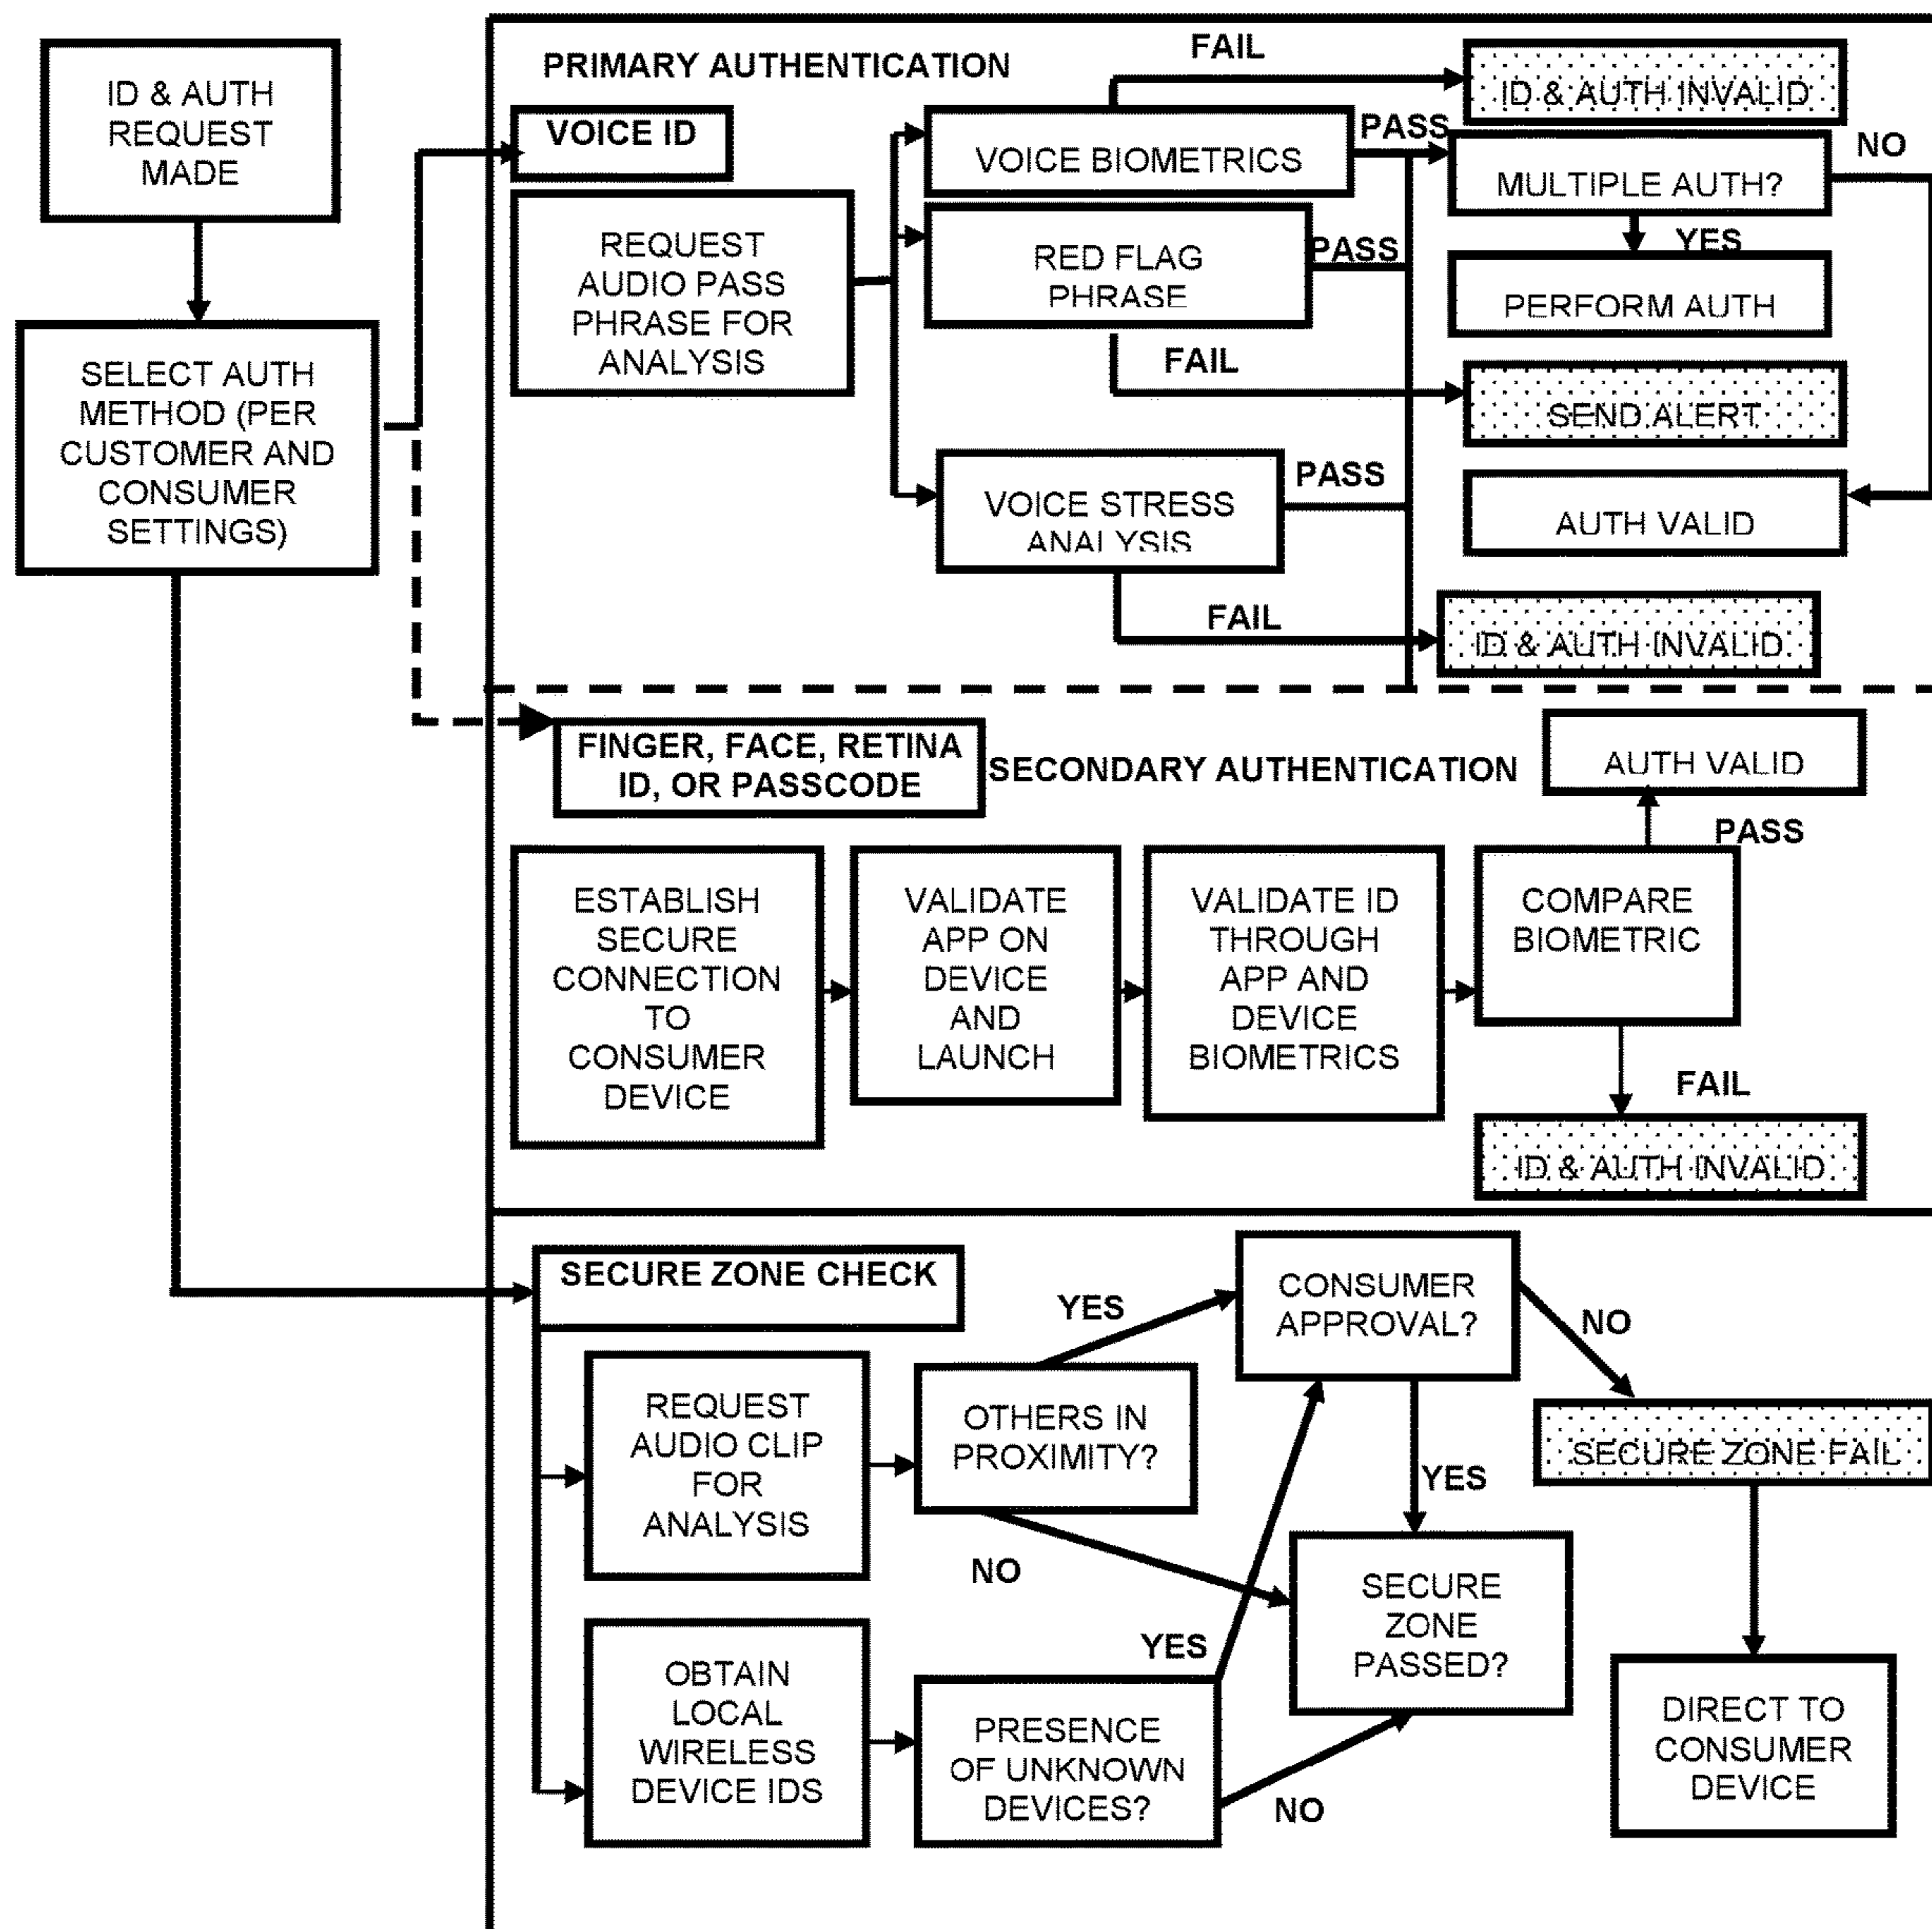 ID & AUTH
REQUEST
MADE
SELECT AUTH
METHOD (PER
CUSTOMER AND
CONSUMER
SETTINGS)
PRIMARY AUTHENTICATION
VOICE ID
REQUEST
AUDIO PASS
PHRASE FOR
ANALYSIS
VOICE BIOMETRICS
FAIL
ID & AUTH INVALID
PASS
MULTIPLE AUTH?
NO
YES
PERFORM AUTH
RED FLAG
PHRASE
PASS
FAIL
SEND ALERT
AUTH VALID
VOICE STRESS
ANALYSIS
PASS
FAIL
ID & AUTH INVALID
FINGER, FACE, RETINA
ID, OR PASSCODE
SECONDARY AUTHENTICATION
ESTABLISH
SECURE
CONNECTION
TO
CONSUMER
DEVICE
VALIDATE
APP ON
DEVICE
AND
LAUNCH
VALIDATE ID
THROUGH
APP AND
DEVICE
BIOMETRICS
COMPARE
BIOMETRIC
PASS
AUTH VALID
FAIL
ID & AUTH INVALID
SECURE ZONE CHECK
REQUEST
AUDIO CLIP
FOR
ANALYSIS
OTHERS IN
PROXIMITY?
YES
NO
CONSUMER
APPROVAL?
NO
YES
SECURE ZONE FAIL
OBTAIN
LOCAL
WIRELESS
DEVICE IDS
PRESENCE
OF UNKNOWN
DEVICES?
YES
NO
SECURE
ZONE
PASSED?
DIRECT TO
CONSUMER
DEVICE